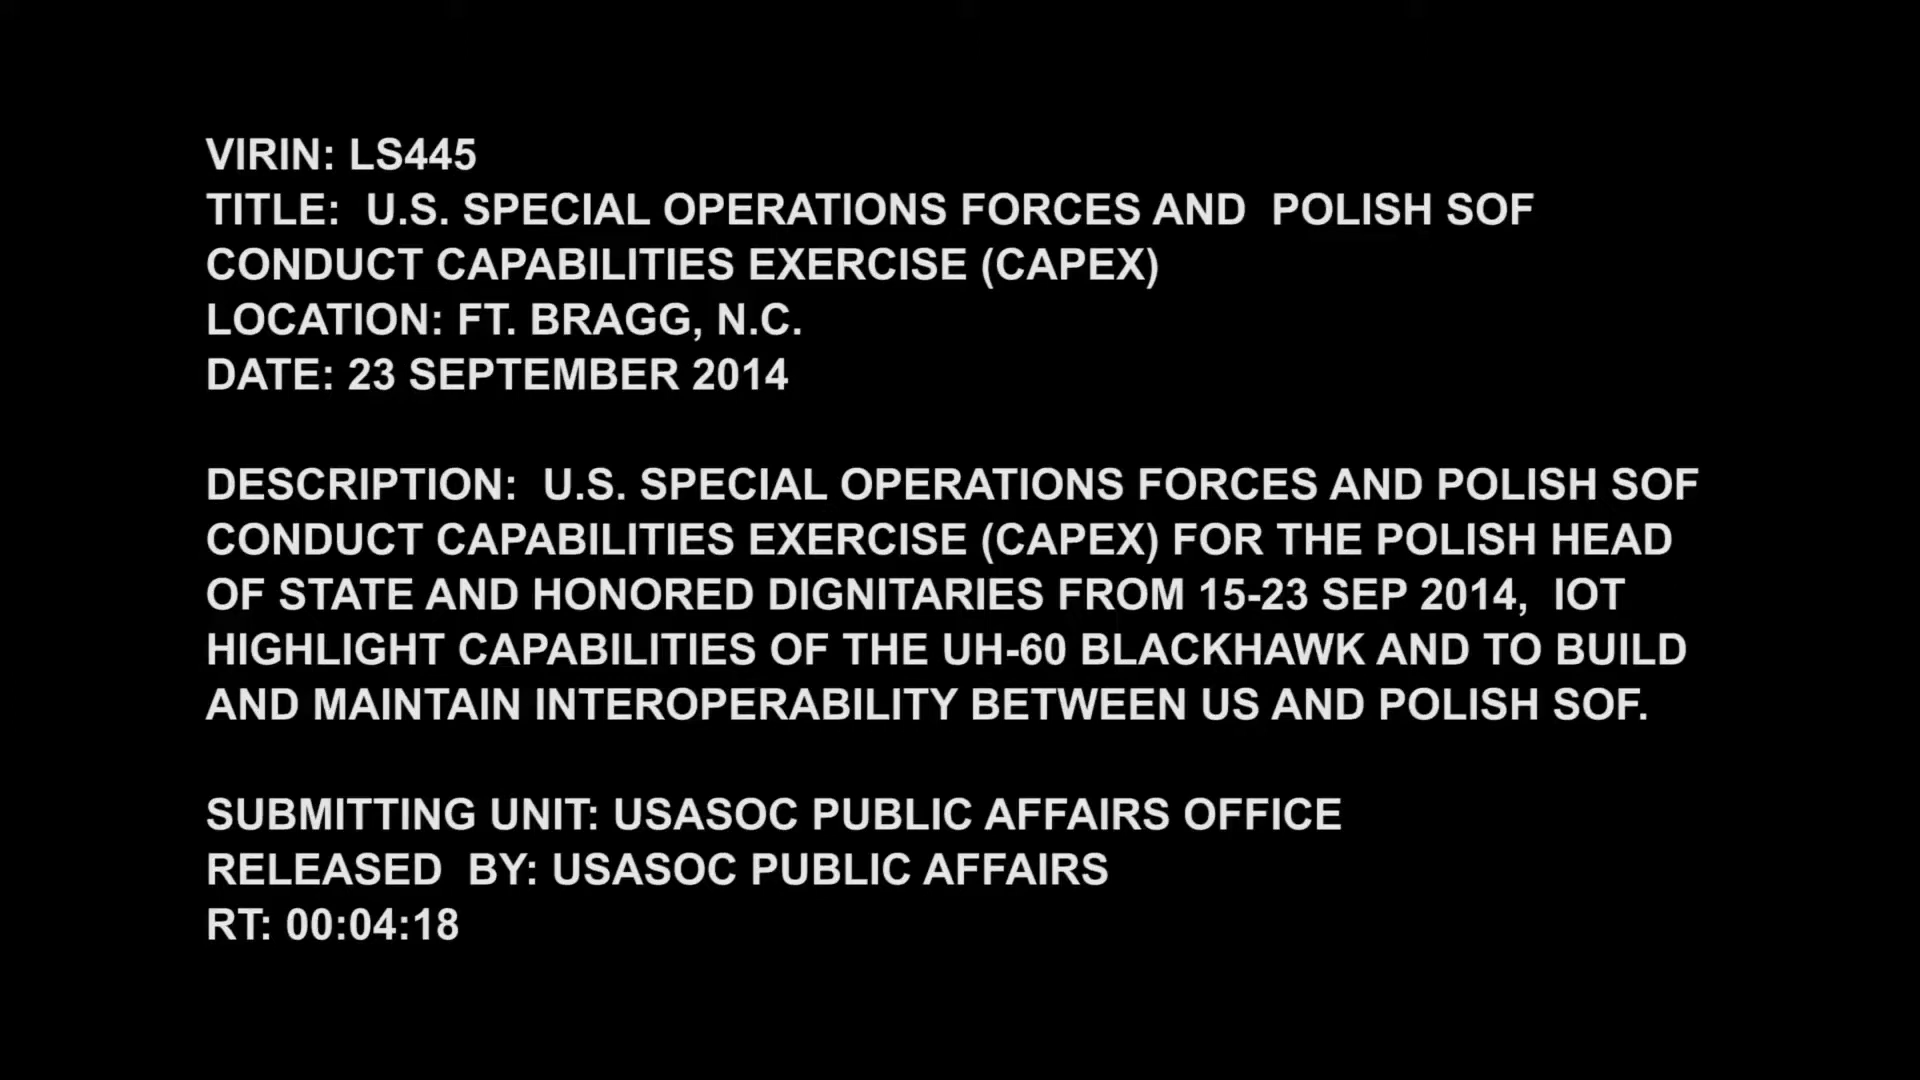 VIRIN: LS445
TITLE:  U.S. SPECIAL OPERATIONS FORCES AND  POLISH SOF
CONDUCT CAPABILITIES EXERCISE (CAPEX)
LOCATION: FT. BRAGG, N.C.
DATE: 23 SEPTEMBER 2014
DESCRIPTION:  U.S. SPECIAL OPERATIONS FORCES AND POLISH SOF
CONDUCT CAPABILITIES EXERCISE (CAPEX) FOR THE POLISH HEAD
OF STATE AND HONORED DIGNITARIES FROM 15-23 SEP 2014,  IOT
HIGHLIGHT CAPABILITIES OF THE UH-60 BLACKHAWK AND TO BUILD
AND MAINTAIN INTEROPERABILITY BETWEEN US AND POLISH SOF.
SUBMITTING UNIT: USASOC PUBLIC AFFAIRS OFFICE
RELEASED  BY: USASOC PUBLIC AFFAIRS
RT: 00:04:18